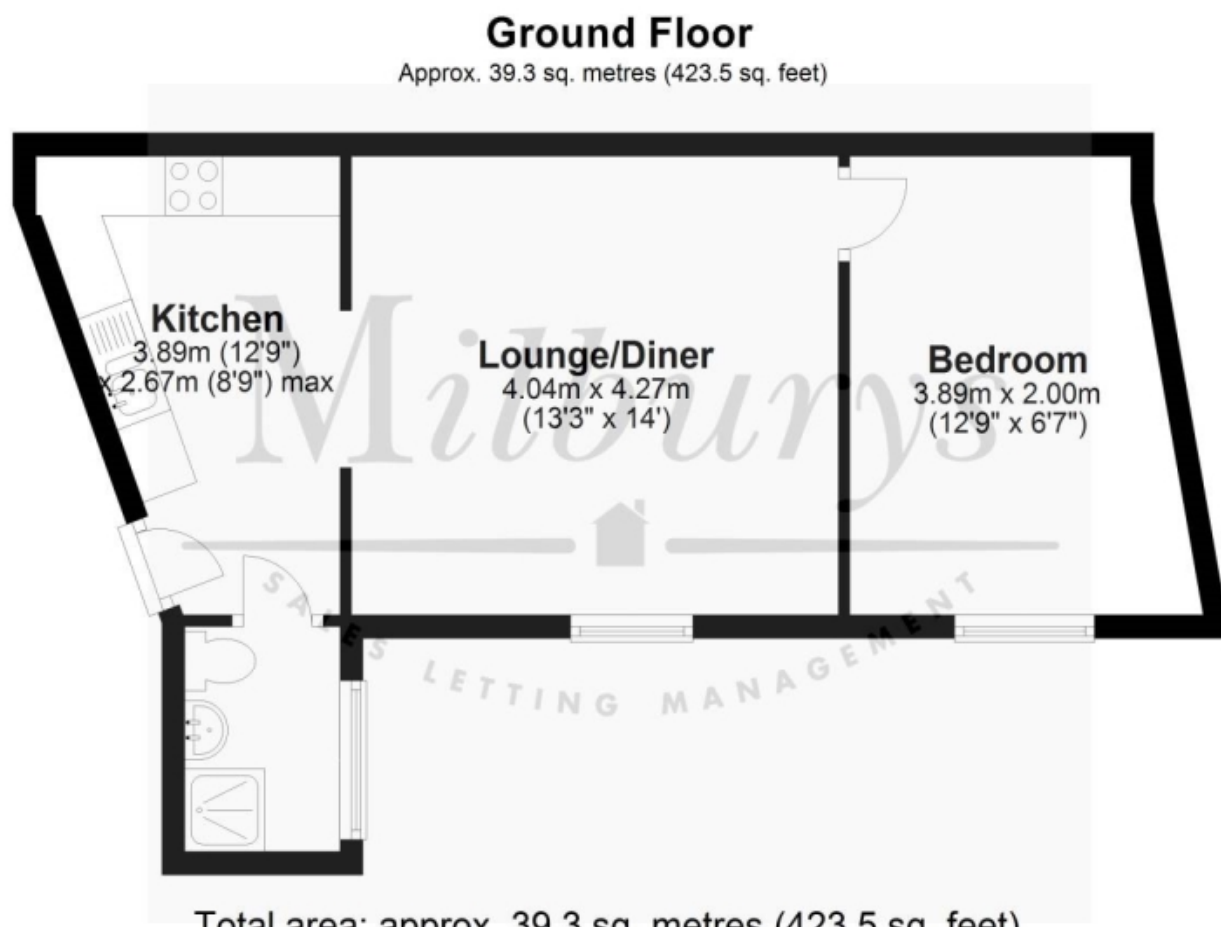 Ground Floor
Approx. 39.3 sq. metres (423.5 sq. feet)
Kitchen
3.89m (12'9")
x 2.67m (8'9") max
Lounge/Diner
4.04m x 4.27m
(13'3" x 14')
Bedroom
3.89m x 2.00m
(12'9" x 6'7")
Milburys
SALES LETTING MANAGEMENT
Total area: approx. 39.3 sq. metres (423.5 sq. feet)